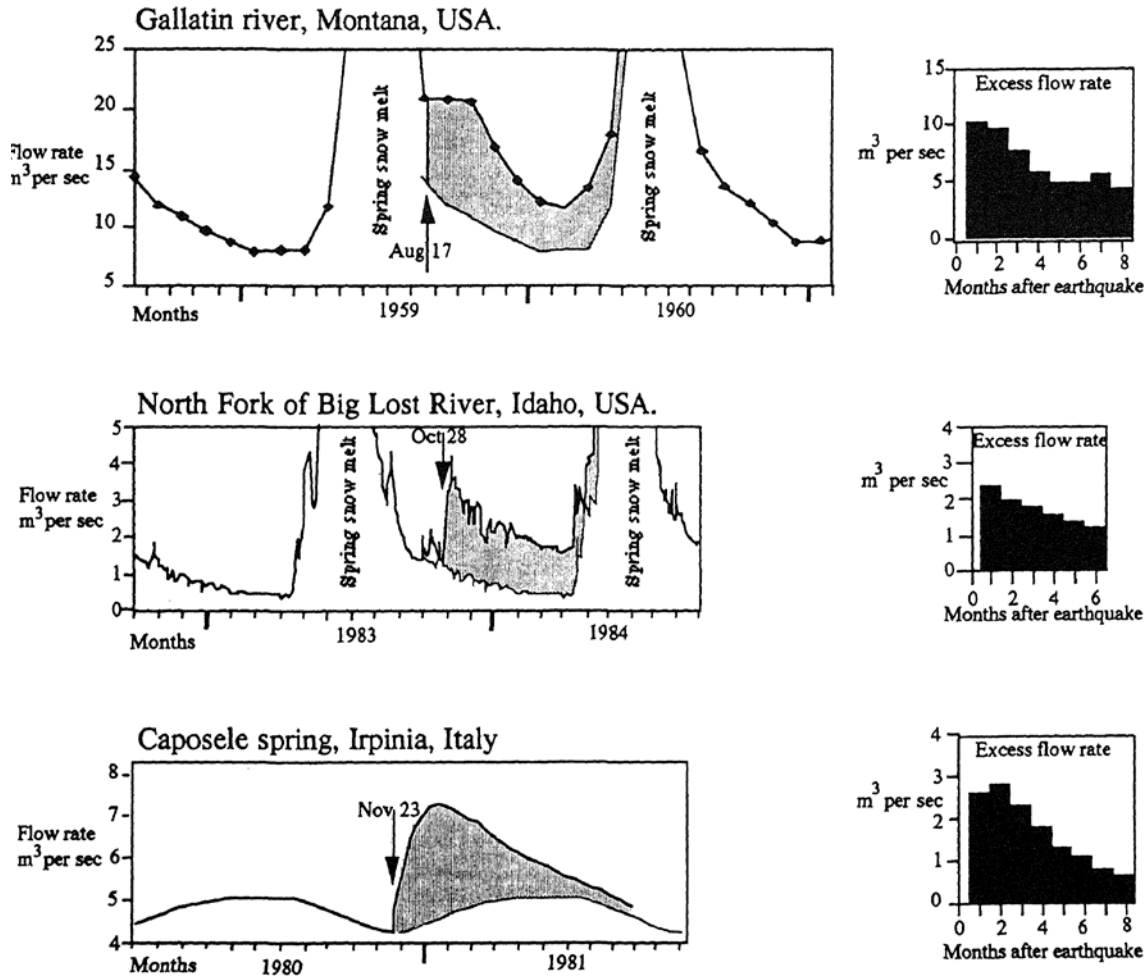 Gallatin river, Montana, USA.
25
20
15
10
5
Flow rate
m³ per sec
Spring snow melt
Aug 17
Spring snow melt
Months
1959
1960
15
10
5
0
Excess flow rate
m³ per sec
0 2 4 6 8
Months after earthquake
North Fork of Big Lost River, Idaho, USA.
5
4
3
2
1
0
Flow rate
m³ per sec
Spring snow melt
Oct 28
Spring snow melt
Months
1983
1984
4
3
2
1
0
Excess flow rate
m³ per sec
0 2 4 6
Months after earthquake
Caposele spring, Irpinia, Italy
8
7
6
5
4
Flow rate
m³ per sec
Nov 23
Months
1980
1981
4
3
2
1
0
Excess flow rate
m³ per sec
0 2 4 6 8
Months after earthquake